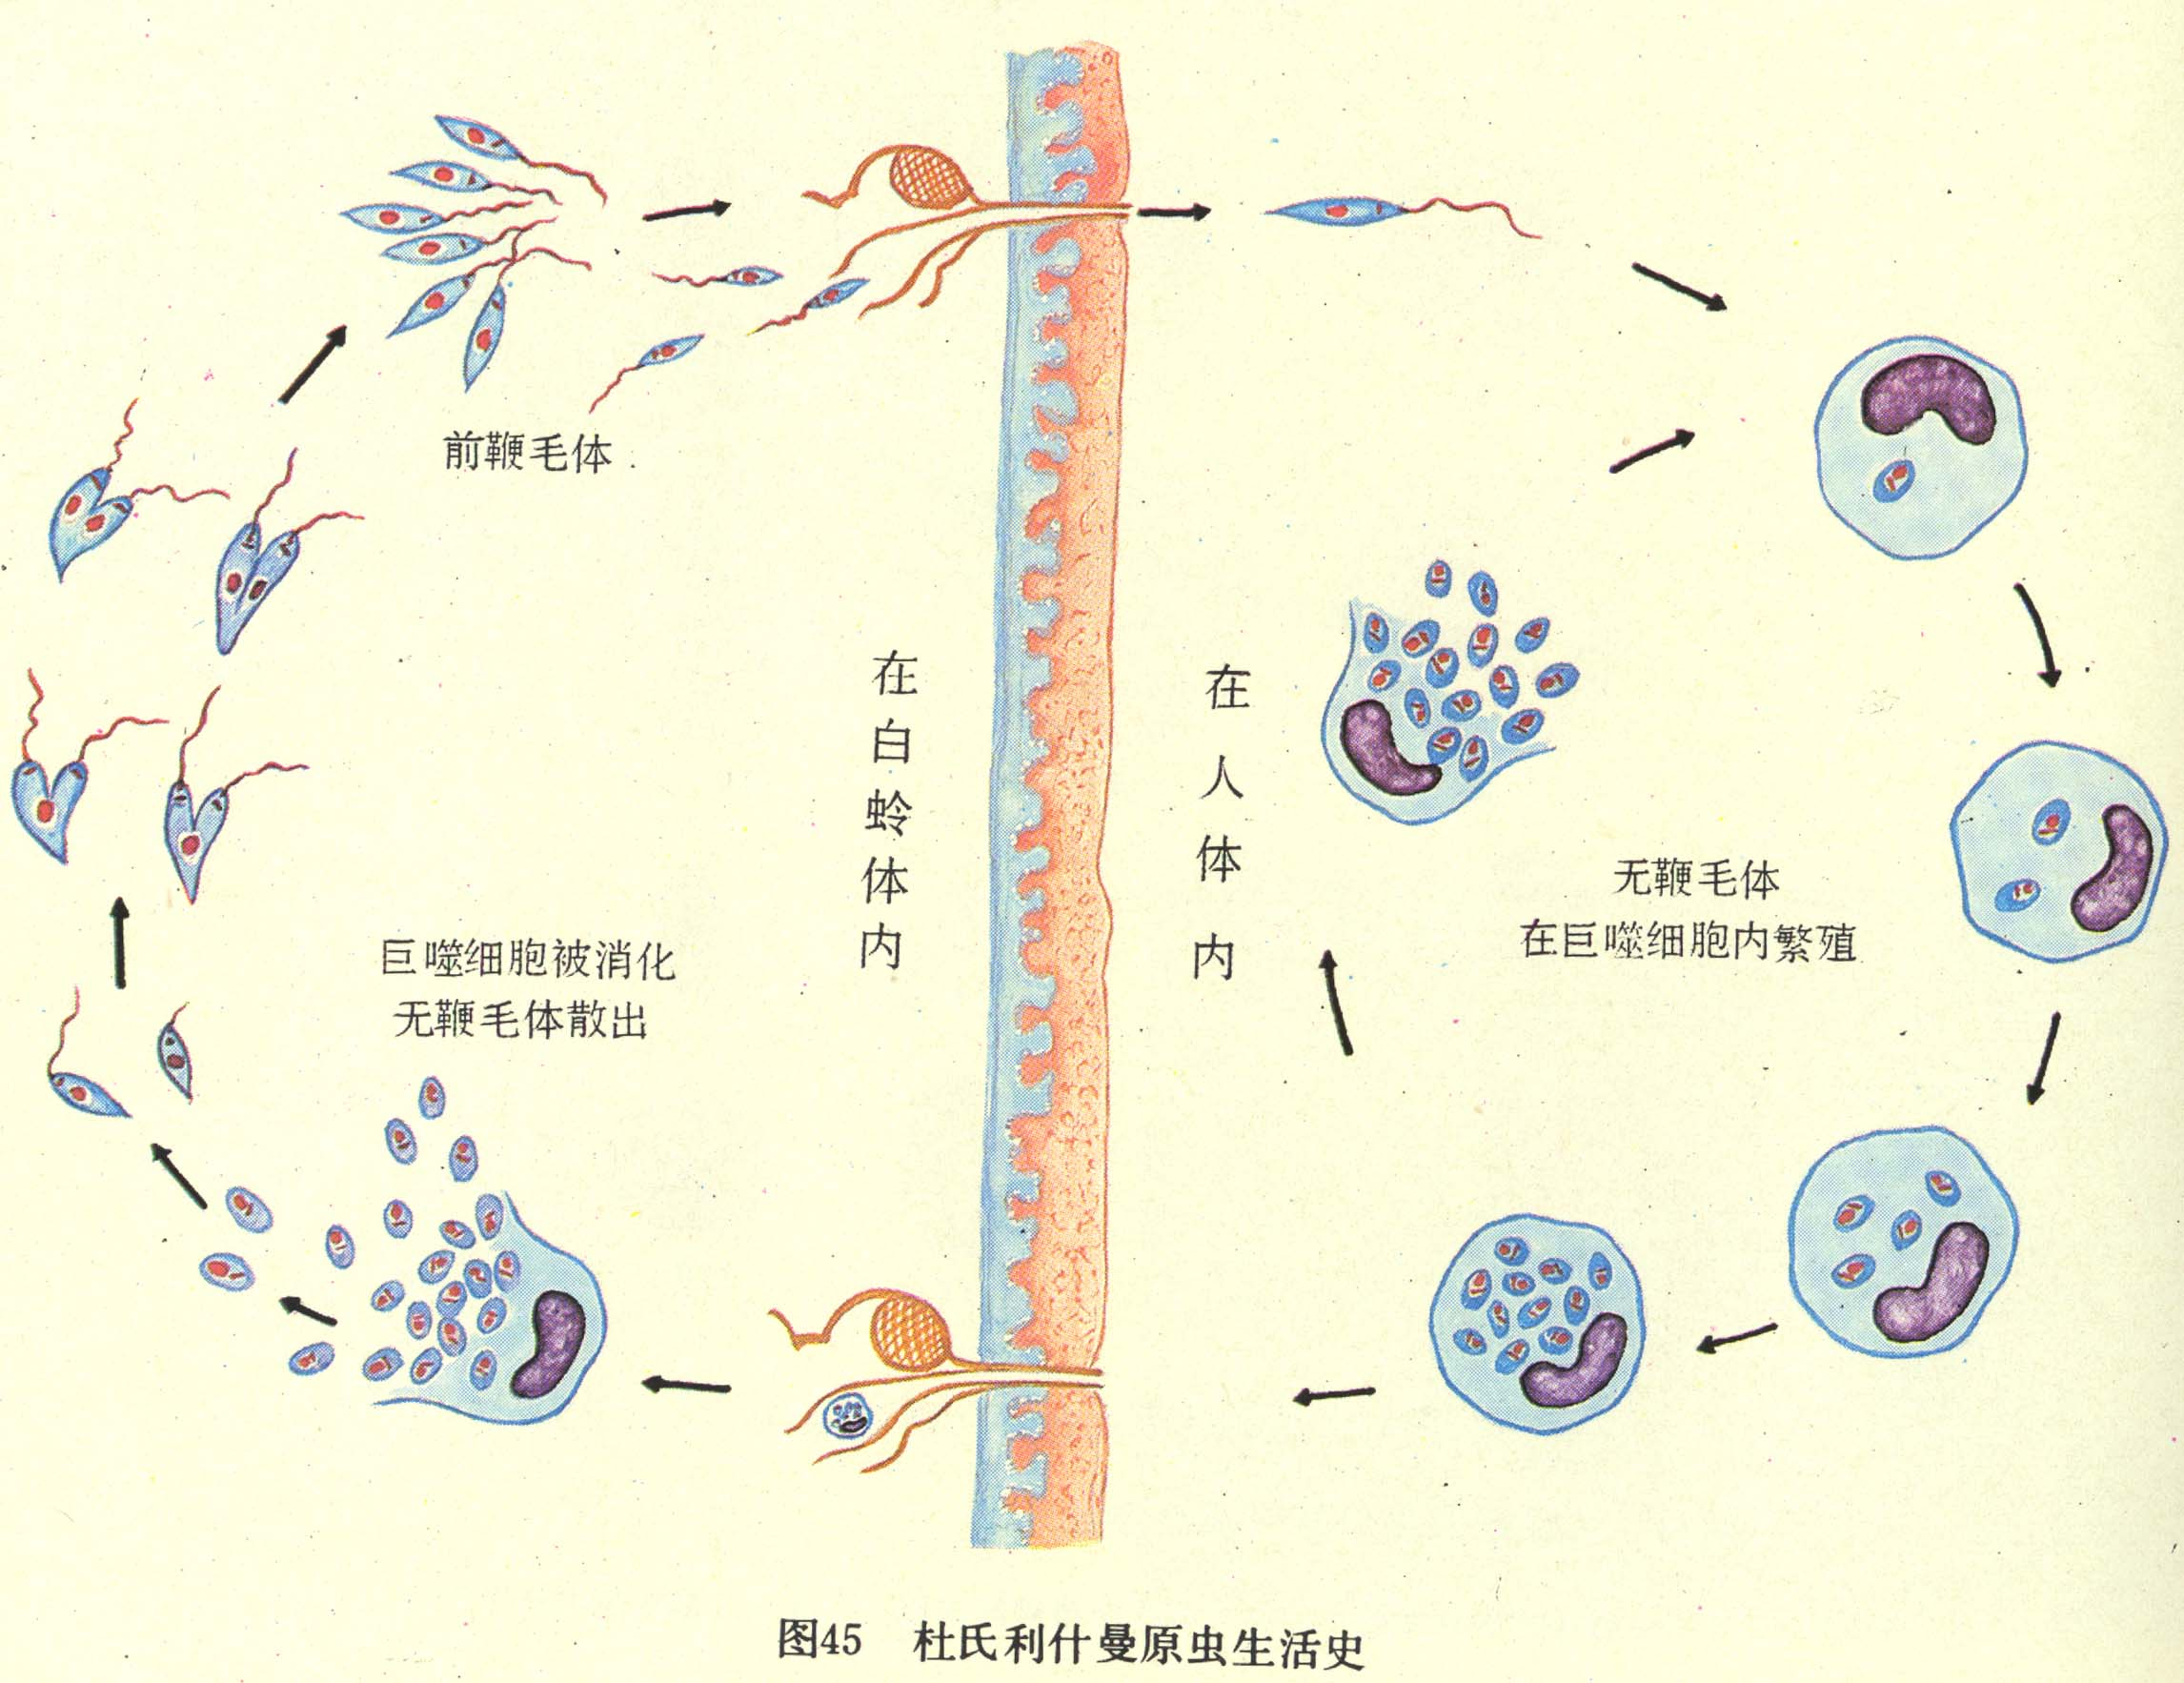 前鞭毛体
在白蛉体内
在人体内
巨噬细胞被消化
无鞭毛体散出
无鞭毛体
在巨噬细胞内繁殖
图45 杜氏利什曼原虫生活史